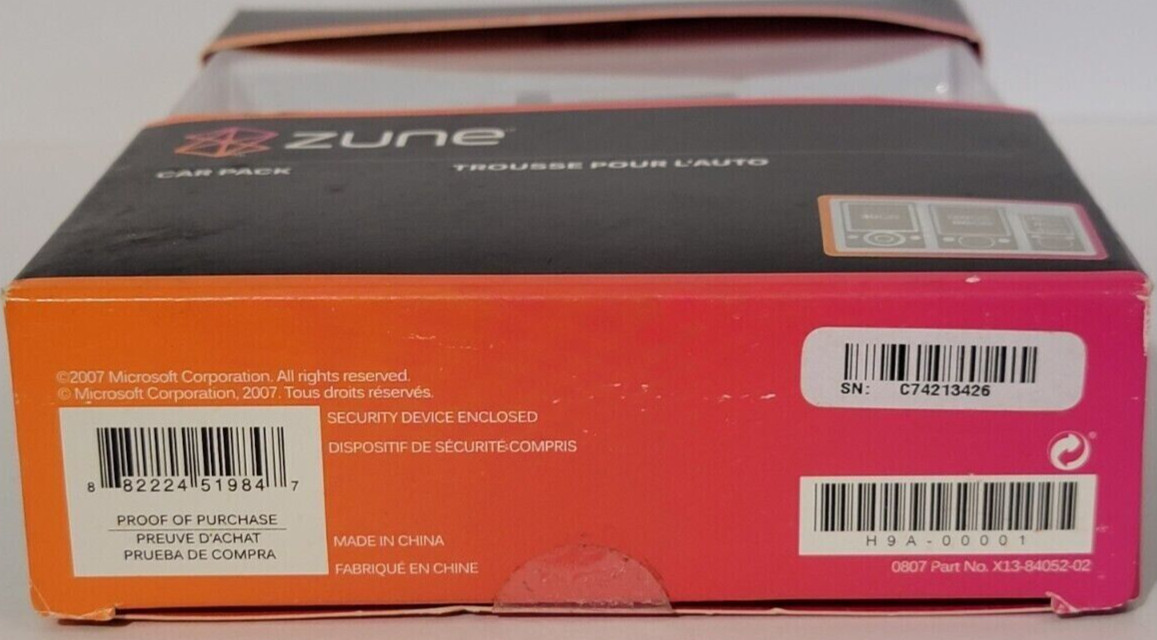 zune
CAR PACK
TROUSSE POUR L'AUTO
©2007 Microsoft Corporation. All rights reserved.
© Microsoft Corporation, 2007. Tous droits réservés.
SECURITY DEVICE ENCLOSED
DISPOSITIF DE SÉCURITÉ COMPRIS
8 82224 51984 7
PROOF OF PURCHASE
PREUVE D'ACHAT
PRUEBA DE COMPRA
MADE IN CHINA
FABRIQUÉ EN CHINE
SN: C74213426
H9A-00001
0807 Part No. X13-84052-02